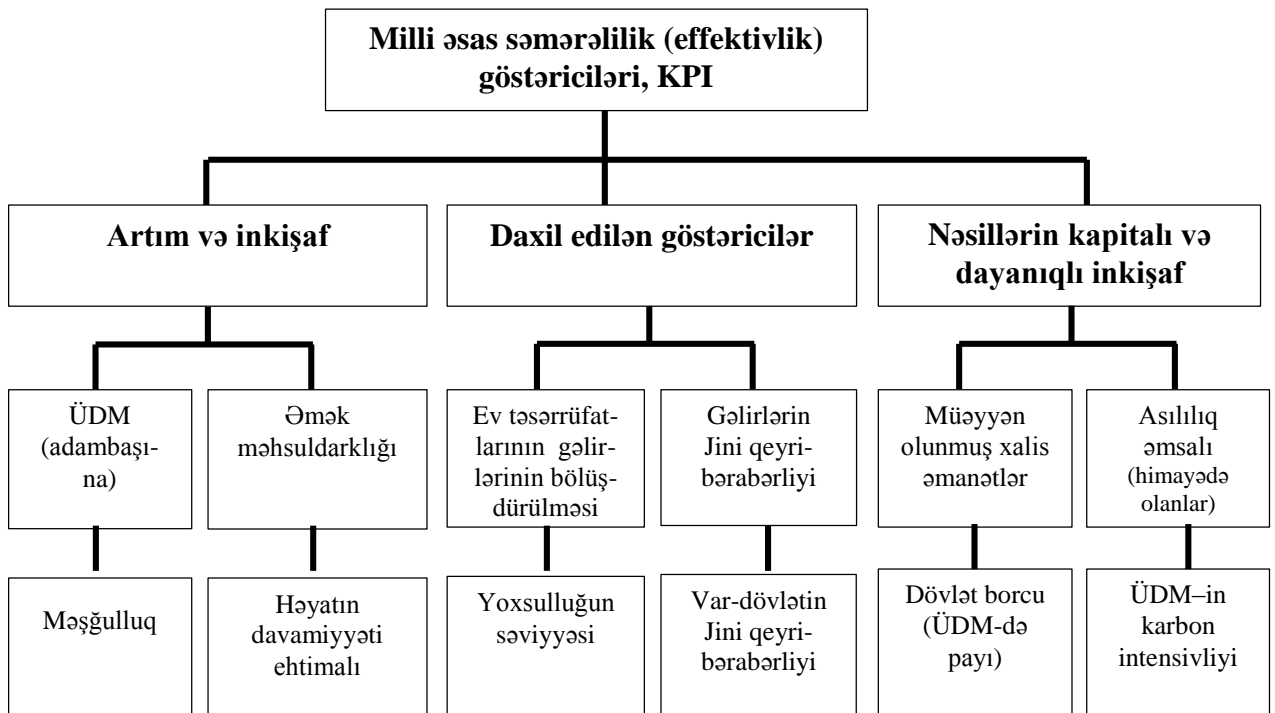 Milli əsas səmərəlilik (effektivlik)
göstəriciləri, KPI
Artım və inkişaf
Daxil edilən göstəricilər
Nəsillərin kapitalı və
dayanıqlı inkişaf
ÜDM
(adambaşı-
na)
Əmək
məhsuldarklığı
Ev təsərrüfat-
larının gəlir-
lərinin bölüş-
dürülməsi
Gəlirlərin
Jini qeyri-
bərabərliyi
Müəyyən
olunmuş xalis
əmanətlər
Asılılıq
əmsalı
(himayədə
olanlar)
Məşğulluq
Həyatın
davamiyyəti
ehtimalı
Yoxsulluğun
səviyyəsi
Var-dövlətin
Jini qeyri-
bərabərliyi
Dövlət borcu
(ÜDM-də
payı)
ÜDM–in
karbon
intensivliyi